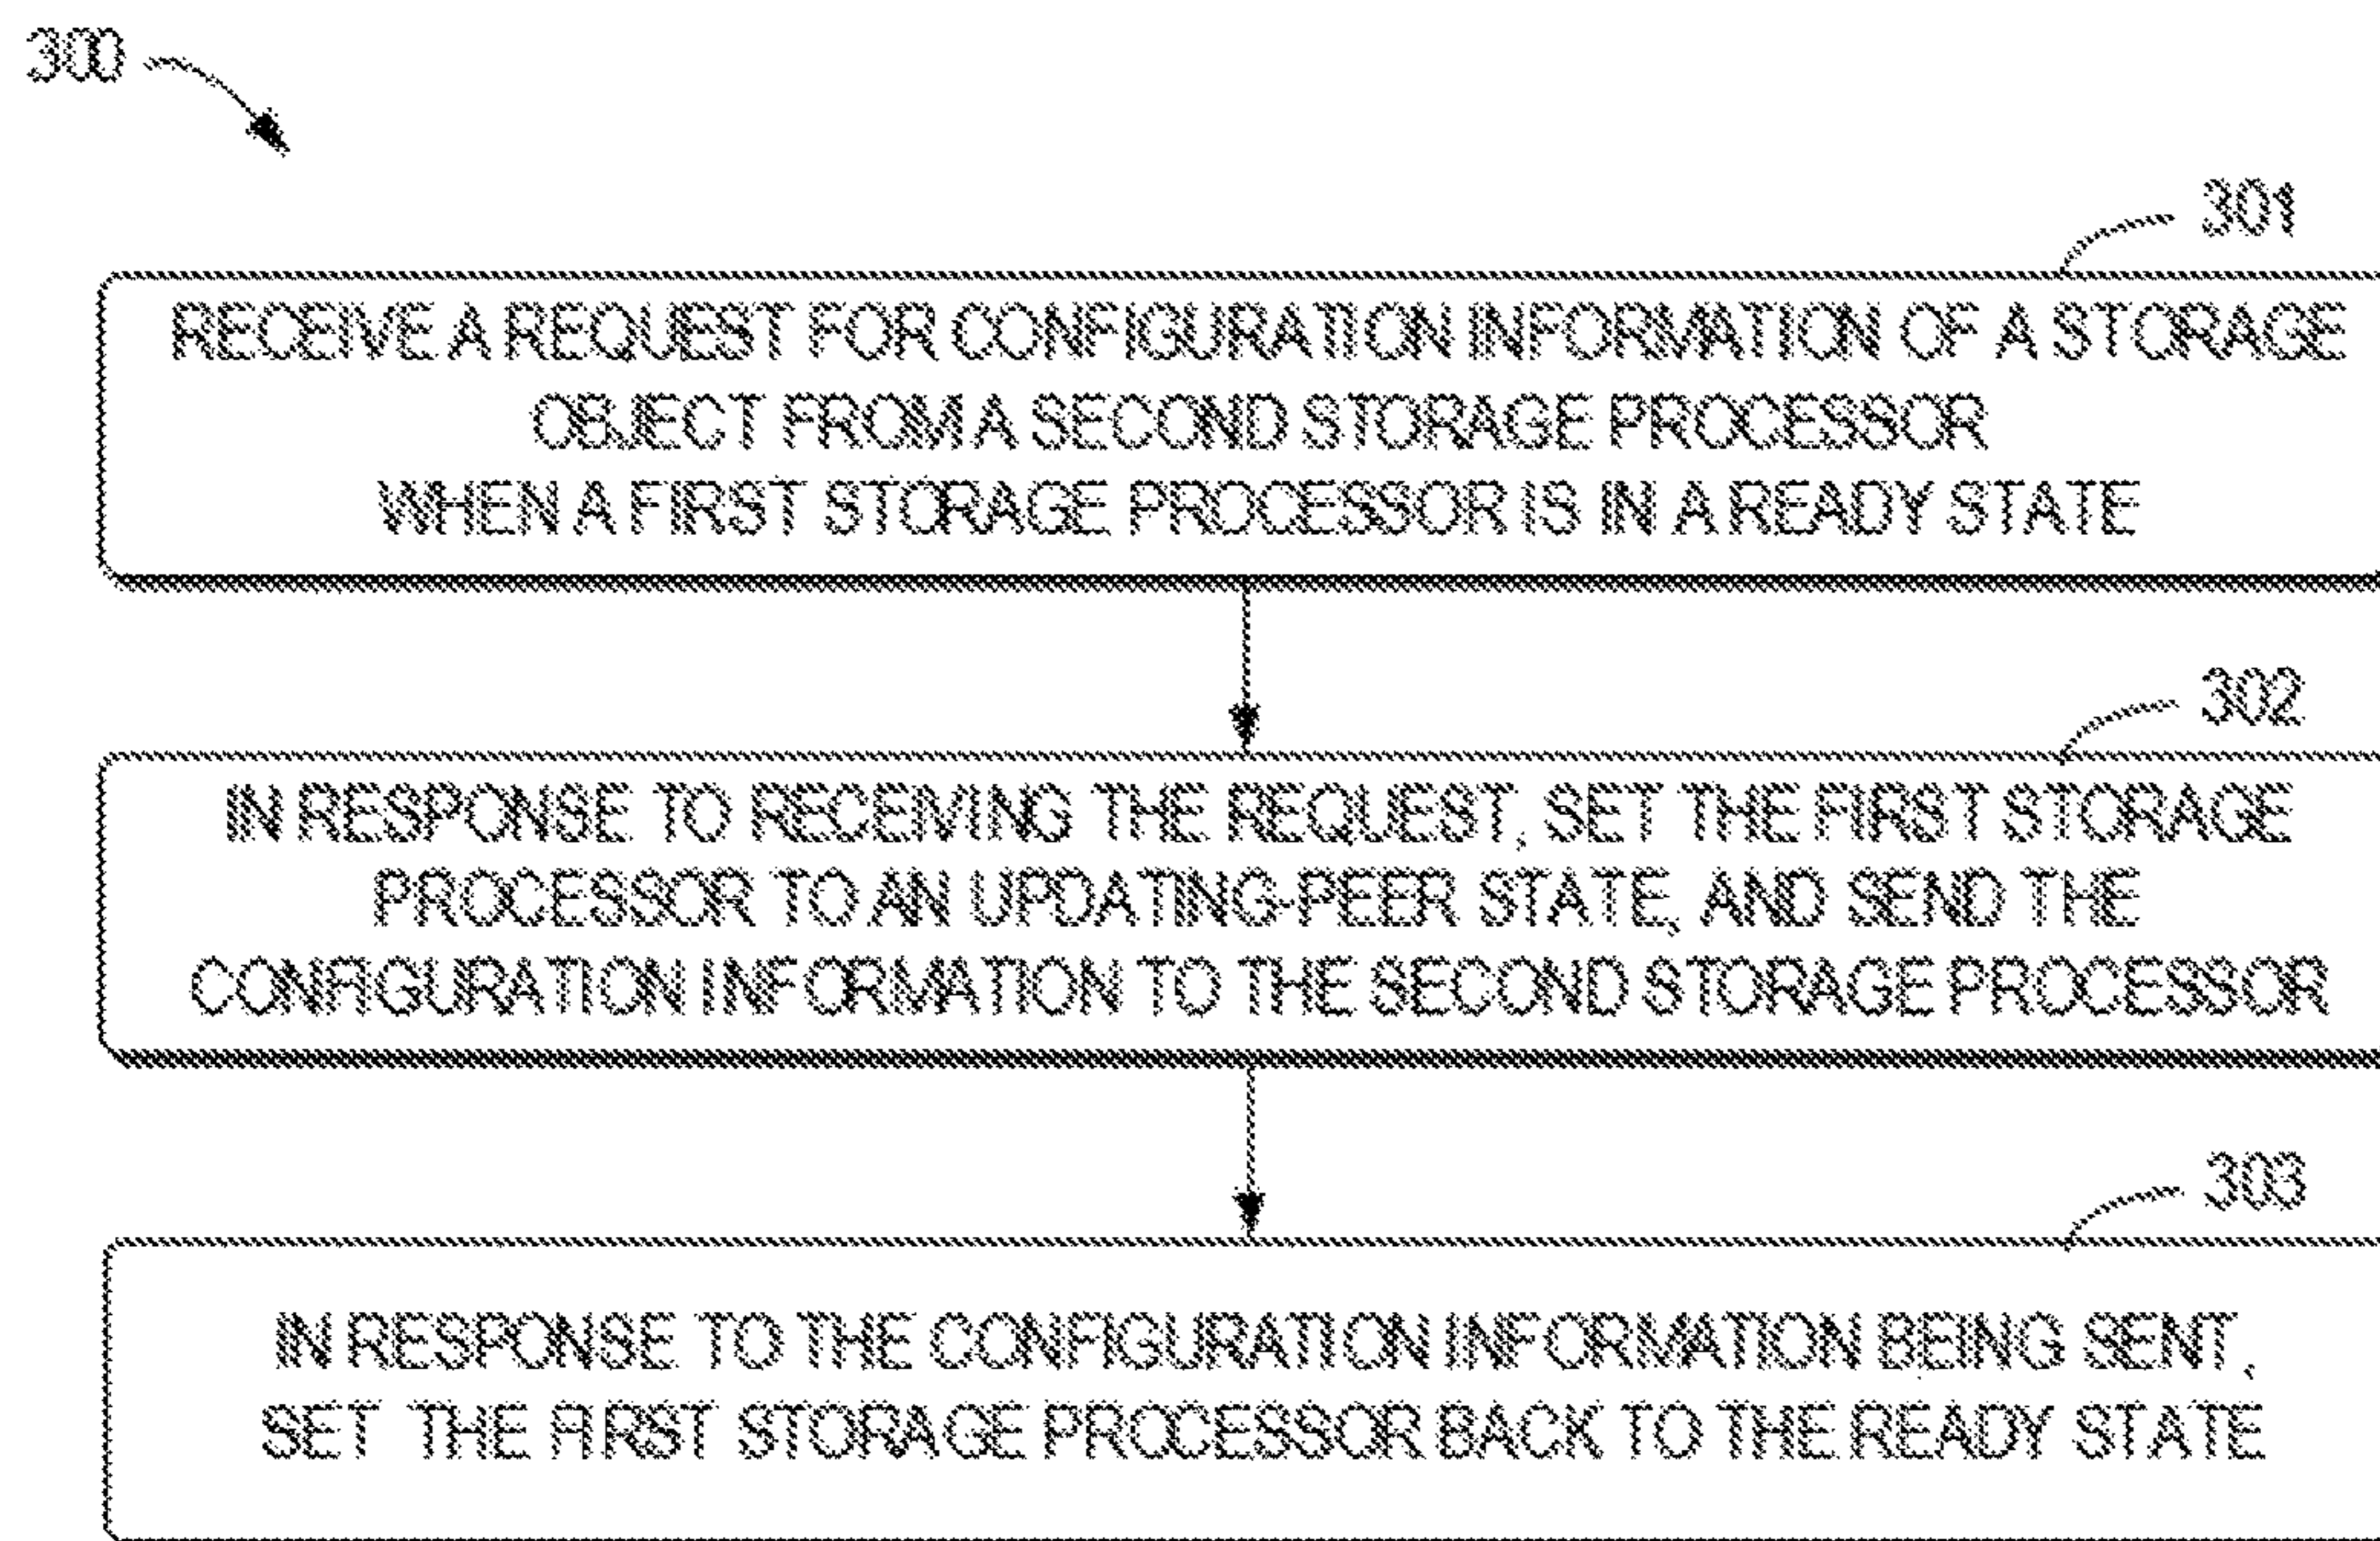 300
301
RECEIVE A REQUEST FOR CONFIGURATION INFORMATION OF A STORAGE
OBJECT FROM A SECOND STORAGE PROCESSOR
WHEN A FIRST STORAGE PROCESSOR IS IN A READY STATE
302
IN RESPONSE TO RECEIVING THE REQUEST, SET THE FIRST STORAGE
PROCESSOR TO AN UPDATING-PEER STATE, AND SEND THE
CONFIGURATION INFORMATION TO THE SECOND STORAGE PROCESSOR
303
IN RESPONSE TO THE CONFIGURATION INFORMATION BEING SENT,
SET THE FIRST STORAGE PROCESSOR BACK TO THE READY STATE